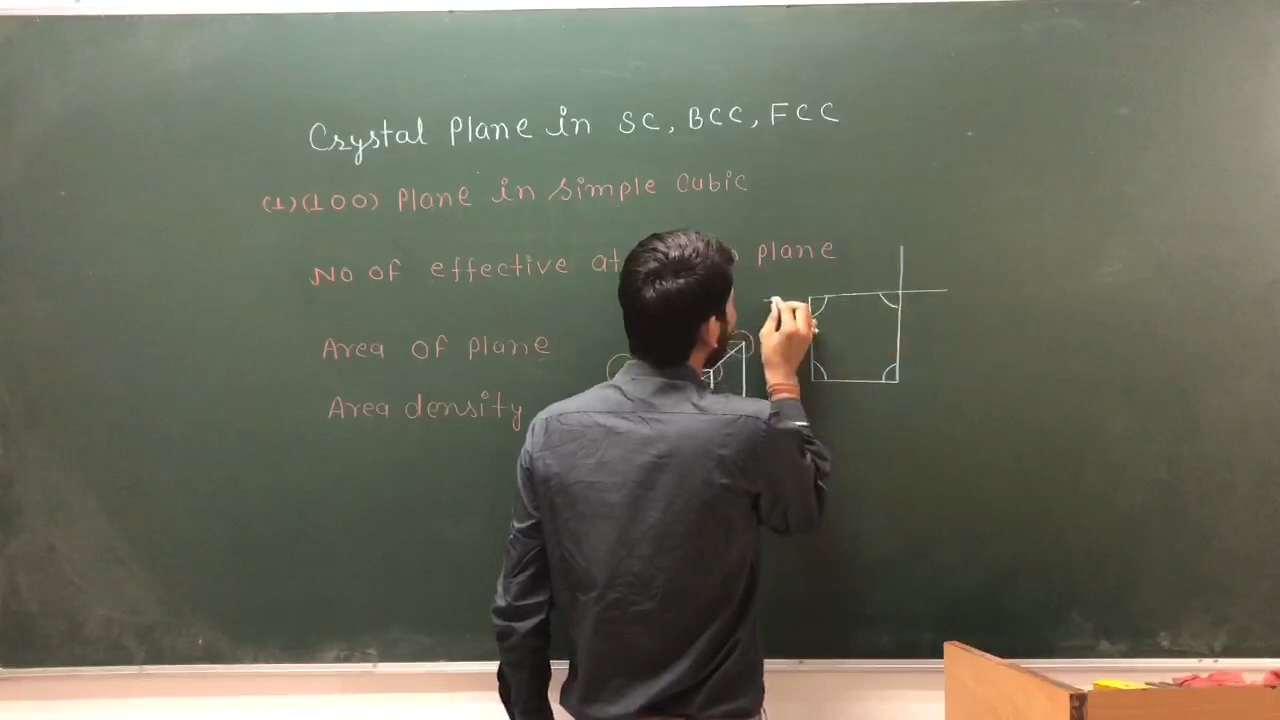 Crystal Plane in SC, BCC, FCC
(1)(100) Plane in simple cubic
No of effective plane
Area of plane
Area density